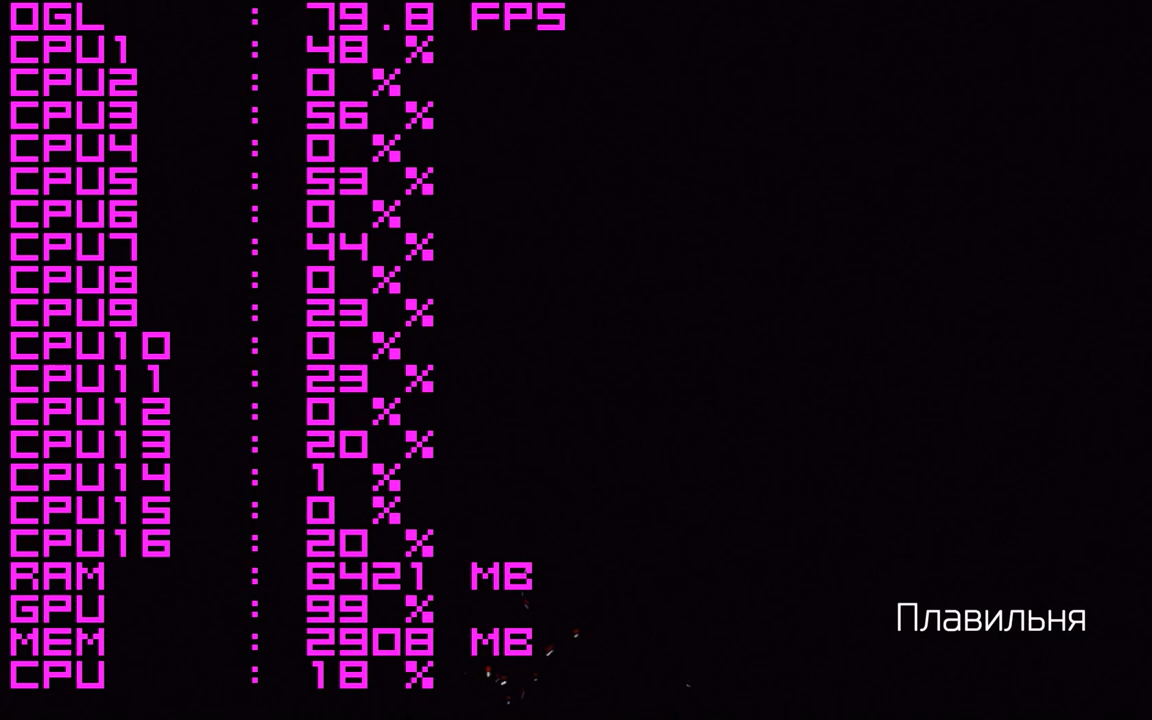 OGL : 79.8 FPS
CPU1 : 48 %
CPU2 : 0 %
CPU3 : 56 %
CPU4 : 0 %
CPU5 : 53 %
CPU6 : 0 %
CPU7 : 44 %
CPU8 : 0 %
CPU9 : 23 %
CPU10 : 0 %
CPU11 : 23 %
CPU12 : 0 %
CPU13 : 20 %
CPU14 : 1 %
CPU15 : 0 %
CPU16 : 20 %
RAM : 6421 MB
GPU : 99 %
MEM : 2908 MB
CPU : 18 %
Плавильня